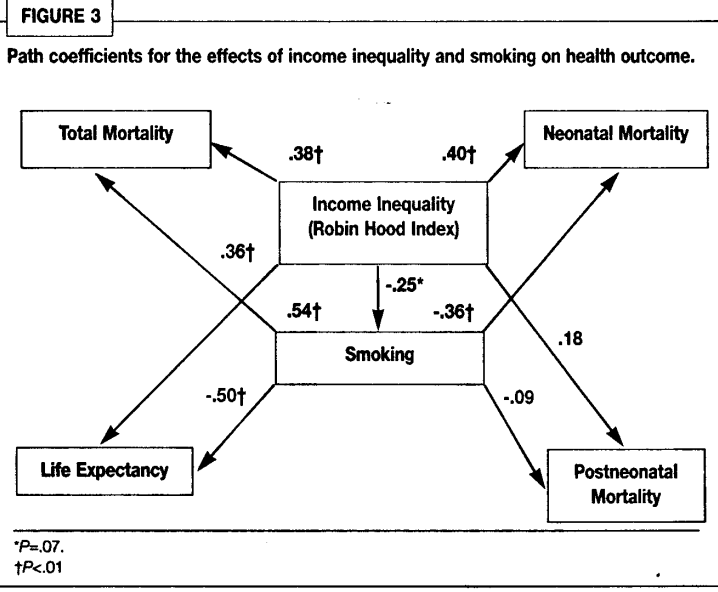 FIGURE 3
Path coefficients for the effects of income inequality and smoking on health outcome.
Total Mortality
Neonatal Mortality
.38†
.40†
Income Inequality
(Robin Hood Index)
.36†
-.25*
.54†
-.36†
Smoking
.18
-.50†
-.09
Life Expectancy
Postneonatal
Mortality
*P=.07.
†P<.01